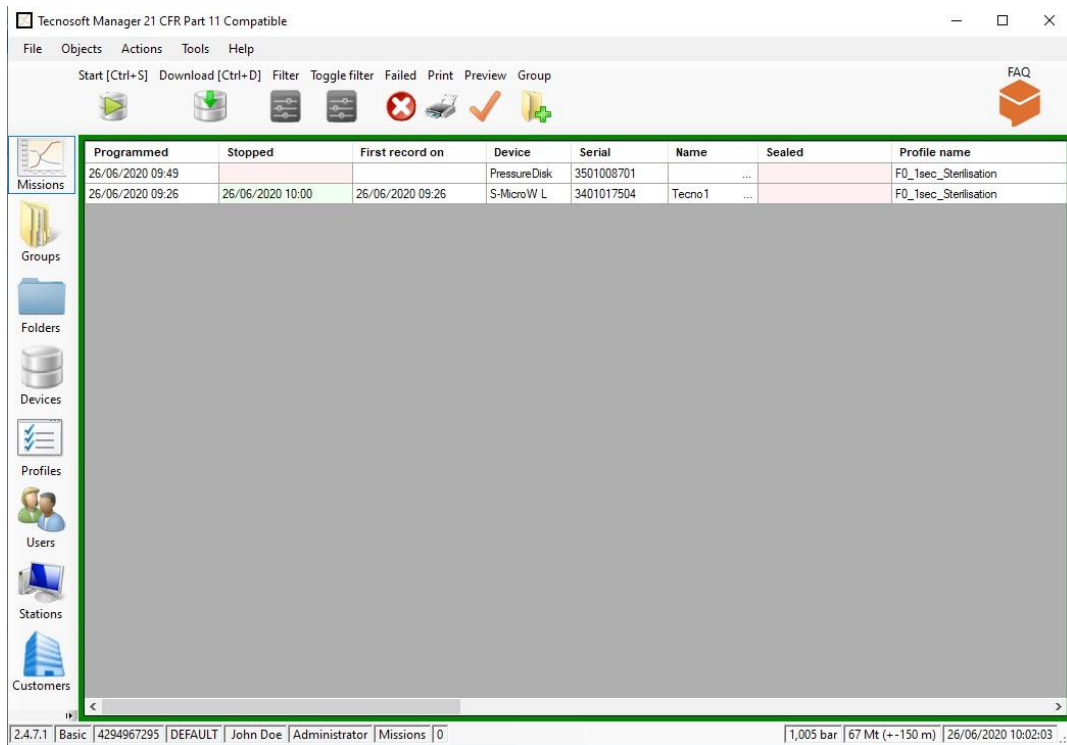 Tecnosoft Manager 21 CFR Part 11 Compatible
File Objects Actions Tools Help
Start [Ctrl+S] Download [Ctrl+D] Filter Toggle filter Failed Print Preview Group FAQ
Missions
Groups
Folders
Devices
Profiles
Users
Stations
Customers
Programmed Stopped First record on Device Serial Name Sealed Profile name
26/06/2020 09:49 PressureDisk 3501008701 ... F0_1sec_Sterilisation
26/06/2020 09:26 26/06/2020 10:00 26/06/2020 09:26 S-MicroW L 3401017504 Tecno1 ... F0_1sec_Sterilisation
2.4.7.1 Basic 4294967295 DEFAULT John Doe Administrator Missions 0 1,005 bar 67 Mt (+-150 m) 26/06/2020 10:02:03